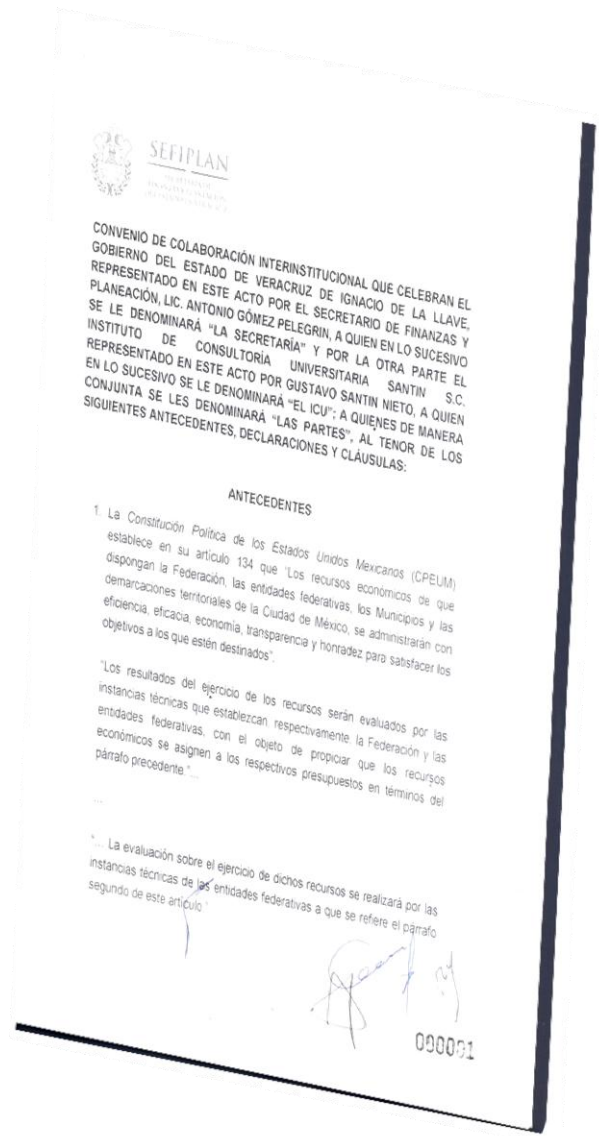 SEFIPLAN
CONVENIO DE COLABORACIÓN INTERINSTITUCIONAL QUE CELEBRAN EL
GOBIERNO DEL ESTADO DE VERACRUZ DE IGNACIO DE LA LLAVE,
REPRESENTADO EN ESTE ACTO POR EL SECRETARIO DE FINANZAS Y
PLANEACIÓN, LIC. ANTONIO GÓMEZ PELEGRIN, A QUIEN EN LO SUCESIVO
SE LE DENOMINARÁ "LA SECRETARÍA" Y POR LA OTRA PARTE EL
INSTITUTO DE CONSULTORÍA UNIVERSITARIA SANTIN S.C.
REPRESENTADO EN ESTE ACTO POR GUSTAVO SANTIN NIETO, A QUIEN
EN LO SUCESIVO SE LE DENOMINARÁ "EL ICU"; A QUIENES DE MANERA
CONJUNTA SE LES DENOMINARÁ "LAS PARTES", AL TENOR DE LOS
SIGUIENTES ANTECEDENTES, DECLARACIONES Y CLÁUSULAS:
ANTECEDENTES
1. La Constitución Política de los Estados Unidos Mexicanos (CPEUM)
establece en su artículo 134 que "Los recursos económicos de que
dispongan la Federación, las entidades federativas, los Municipios y las
demarcaciones territoriales de la Ciudad de México, se administrarán con
eficiencia, eficacia, economía, transparencia y honradez para satisfacer los
objetivos a los que estén destinados".
"Los resultados del ejercicio de los recursos serán evaluados por las
instancias técnicas que establezcan respectivamente, la Federación y las
entidades federativas, con el objeto de propiciar que los recursos
económicos se asignen a los respectivos presupuestos en términos del
párrafo precedente."...
...
"... La evaluación sobre el ejercicio de dichos recursos se realizará por las
instancias técnicas de las entidades federativas a que se refiere el párrafo
segundo de este artículo."
000001